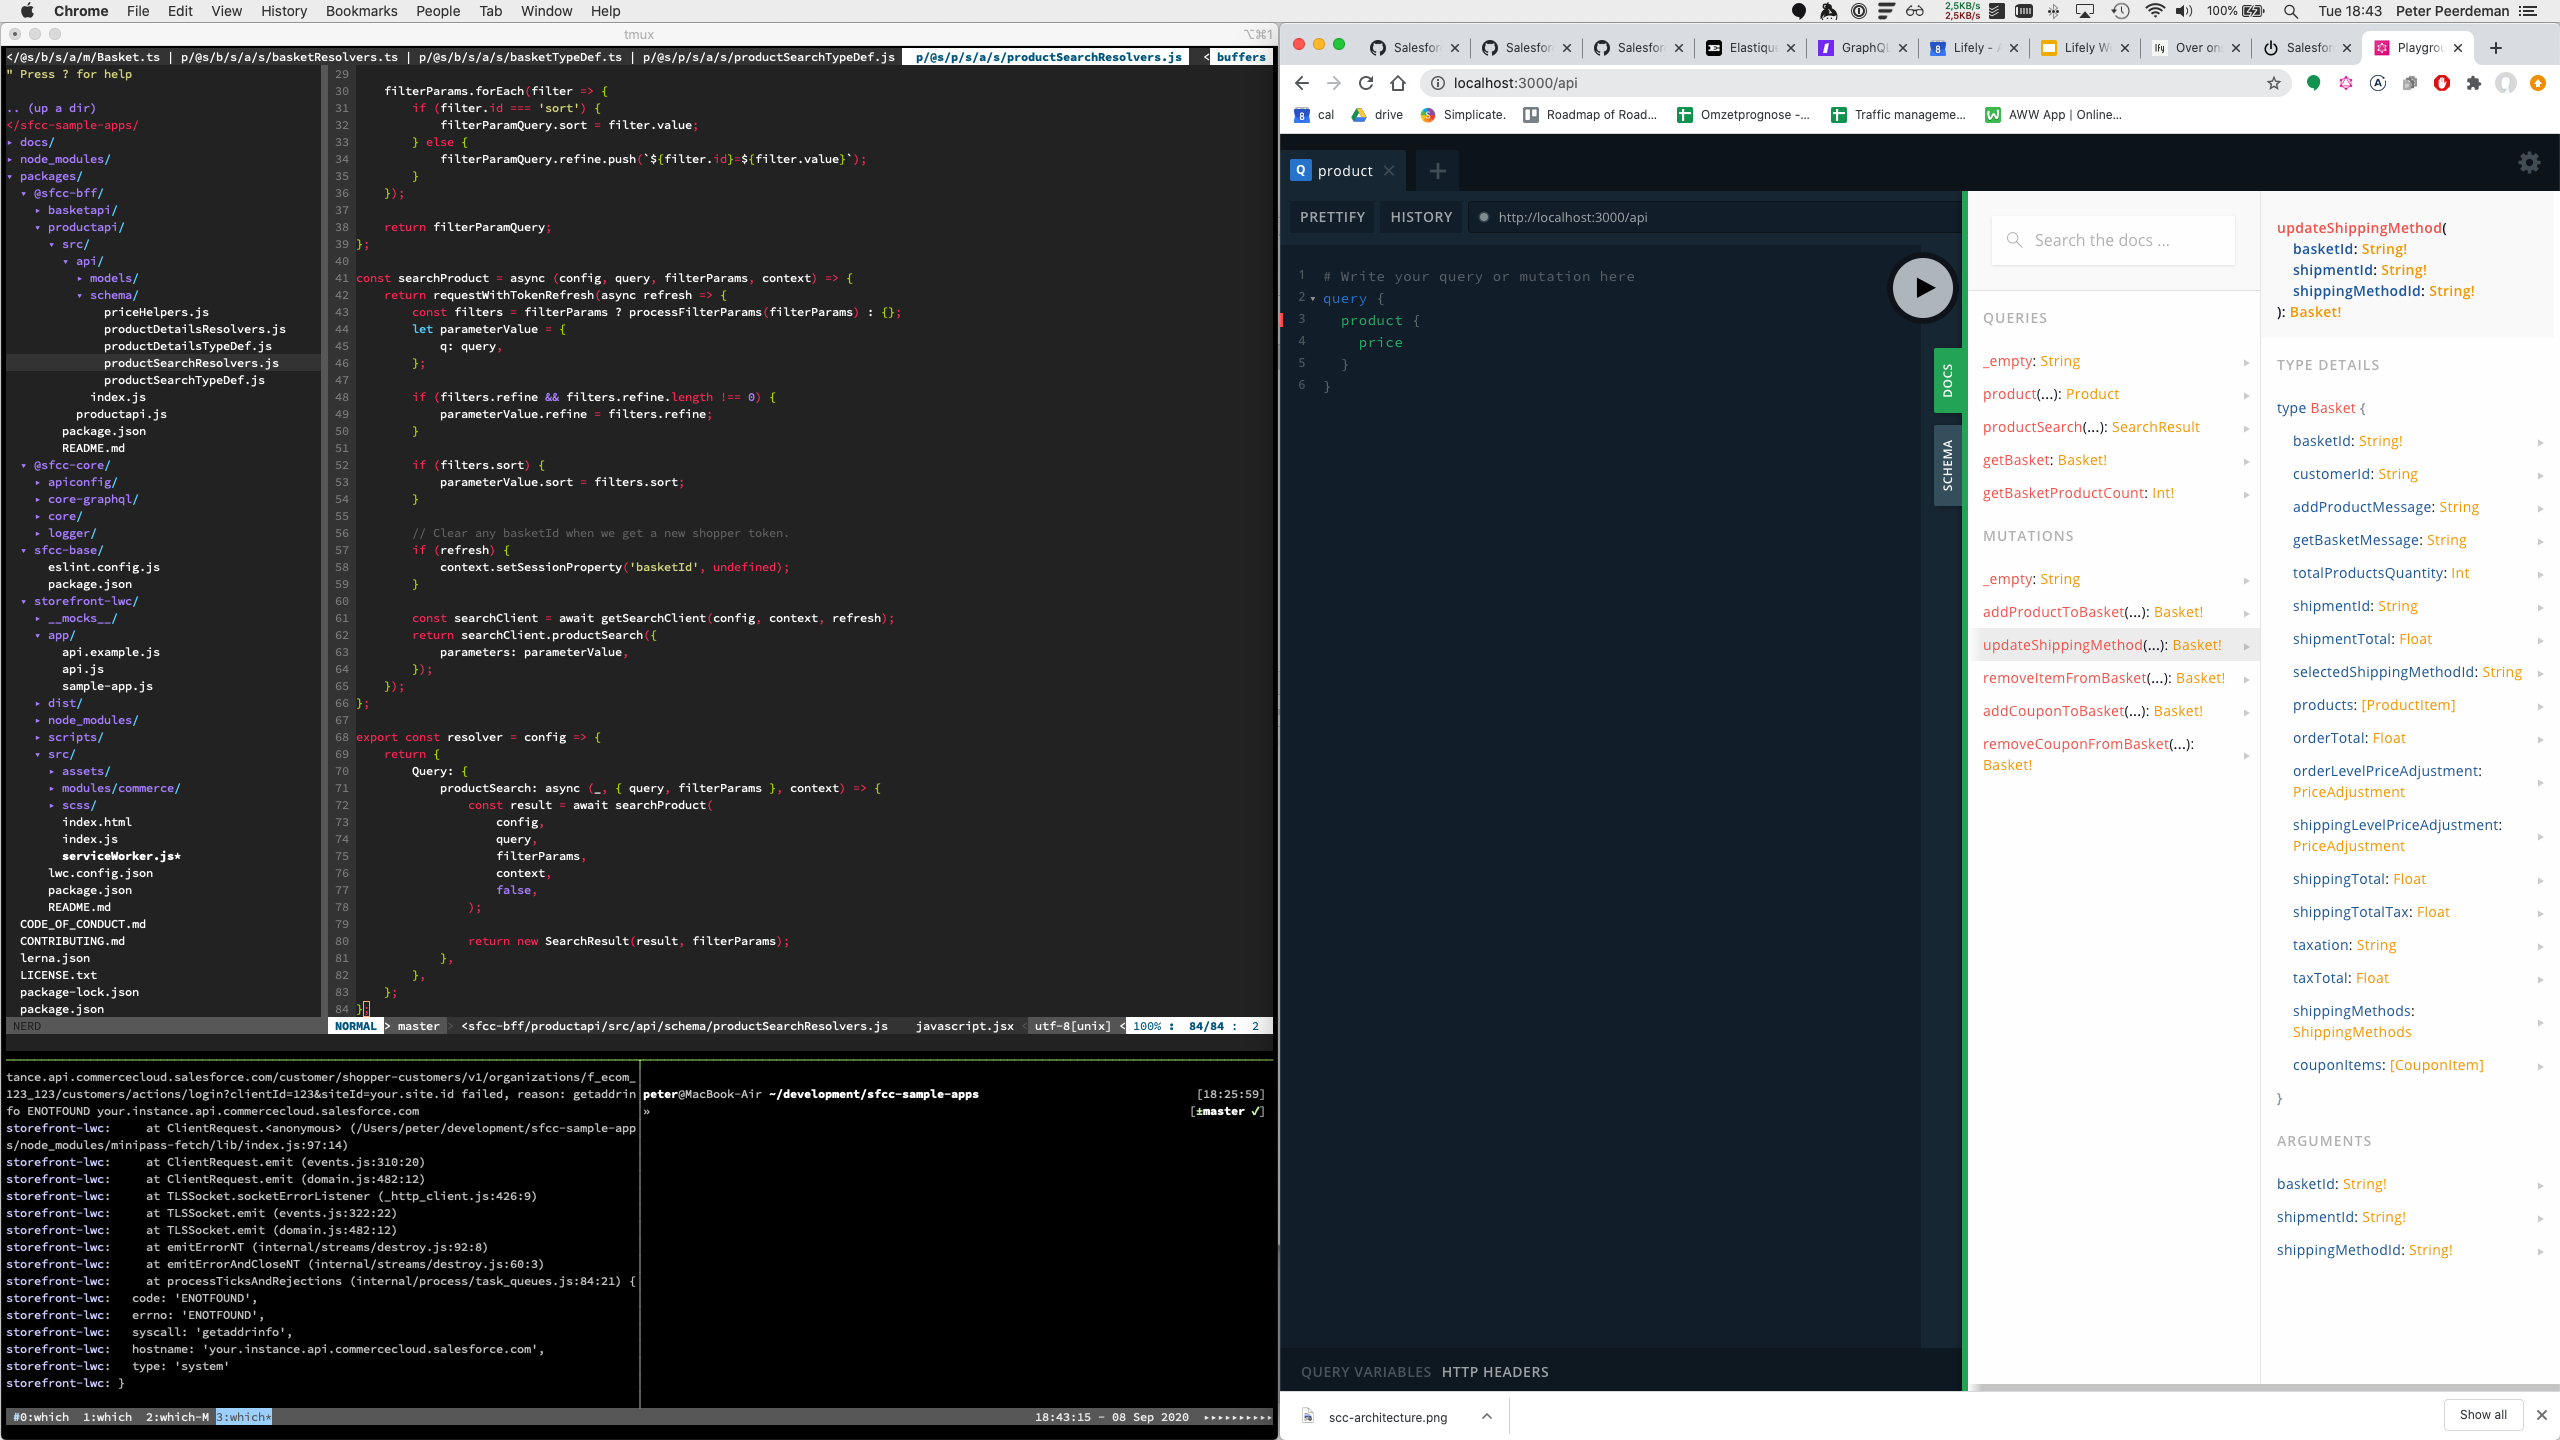 Chrome File Edit View History Bookmarks People Tab Window Help
2,5KB/s
2,5KB/s
100% Tue 18:43 Peter Peerdeman
tmux
⌥⌘1
</@s/b/s/a/m/Basket.ts | p/@s/b/s/a/s/basketResolvers.ts | p/@s/b/s/a/s/basketTypeDef.ts | p/@s/p/s/a/s/productSearchTypeDef.js p/@s/p/s/a/s/productSearchResolvers.js < buffers
" Press ? for help
.. (up a dir)
</sfcc-sample-apps/
▸ docs/
▸ node_modules/
▾ packages/
▾ @sfcc-bff/
▸ basketapi/
▾ productapi/
▾ src/
▾ api/
▸ models/
▾ schema/
priceHelpers.js
productDetailsResolvers.js
productDetailsTypeDef.js
productSearchResolvers.js
productSearchTypeDef.js
index.js
productapi.js
package.json
README.md
▾ @sfcc-core/
▸ apiconfig/
▸ core-graphql/
▸ core/
▸ logger/
▾ sfcc-base/
eslint.config.js
package.json
▾ storefront-lwc/
▸ __mocks__/
▾ app/
api.example.js
api.js
sample-app.js
▸ dist/
▸ node_modules/
▸ scripts/
▾ src/
▸ assets/
▸ modules/commerce/
▸ scss/
index.html
index.js
serviceWorker.js*
lwc.config.json
package.json
README.md
CODE_OF_CONDUCT.md
CONTRIBUTING.md
lerna.json
LICENSE.txt
package-lock.json
package.json
NERD
29
30 filterParams.forEach(filter => {
31 if (filter.id === 'sort') {
32 filterParamQuery.sort = filter.value;
33 } else {
34 filterParamQuery.refine.push(`${filter.id}=${filter.value}`);
35 }
36 });
37
38 return filterParamQuery;
39 };
40
41 const searchProduct = async (config, query, filterParams, context) => {
42 return requestWithTokenRefresh(async refresh => {
43 const filters = filterParams ? processFilterParams(filterParams) : {};
44 let parameterValue = {
45 q: query,
46 };
47
48 if (filters.refine && filters.refine.length !== 0) {
49 parameterValue.refine = filters.refine;
50 }
51
52 if (filters.sort) {
53 parameterValue.sort = filters.sort;
54 }
55
56 // Clear any basketId when we get a new shopper token.
57 if (refresh) {
58 context.setSessionProperty('basketId', undefined);
59 }
60
61 const searchClient = await getSearchClient(config, context, refresh);
62 return searchClient.productSearch({
63 parameters: parameterValue,
64 });
65 });
66 };
67
68 export const resolver = config => {
69 return {
70 Query: {
71 productSearch: async (_, { query, filterParams }, context) => {
72 const result = await searchProduct(
73 config,
74 query,
75 filterParams,
76 context,
77 false,
78 );
79
80 return new SearchResult(result, filterParams);
81 },
82 },
83 };
84 };
NORMAL > master > <sfcc-bff/productapi/src/api/schema/productSearchResolvers.js javascript.jsx < utf-8[unix] < 100% : 84/84 : 2
tance.api.commercecloud.salesforce.com/customer/shopper-customers/v1/organizations/f_ecom_
123_123/customers/actions/login?clientId=123&siteId=your.site.id failed, reason: getaddrin
fo ENOTFOUND your.instance.api.commercecloud.salesforce.com
storefront-lwc: at ClientRequest.<anonymous> (/Users/peter/development/sfcc-sample-app
s/node_modules/minipass-fetch/lib/index.js:97:14)
storefront-lwc: at ClientRequest.emit (events.js:310:20)
storefront-lwc: at ClientRequest.emit (domain.js:482:12)
storefront-lwc: at TLSSocket.socketErrorListener (_http_client.js:426:9)
storefront-lwc: at TLSSocket.emit (events.js:322:22)
storefront-lwc: at TLSSocket.emit (domain.js:482:12)
storefront-lwc: at emitErrorNT (internal/streams/destroy.js:92:8)
storefront-lwc: at emitErrorAndCloseNT (internal/streams/destroy.js:60:3)
storefront-lwc: at processTicksAndRejections (internal/process/task_queues.js:84:21) {
storefront-lwc: code: 'ENOTFOUND',
storefront-lwc: errno: 'ENOTFOUND',
storefront-lwc: syscall: 'getaddrinfo',
storefront-lwc: hostname: 'your.instance.api.commercecloud.salesforce.com',
storefront-lwc: type: 'system'
storefront-lwc: }
peter@MacBook-Air ~/development/sfcc-sample-apps [18:25:59]
» [±master ✓]
#0:which 1:which 2:which-M 3:which* 18:43:15 - 08 Sep 2020 ▸▸▸▸▸▸▸▸▸▸
Salesfor Salesfor Salesfor Elastique GraphQL Lifely - A Lifely We Over ons Salesfor Playgrou
localhost:3000/api
cal drive Simplicate. Roadmap of Road... Omzetprognose -... Traffic manageme... AWW App | Online...
Q product
PRETTIFY HISTORY http://localhost:3000/api
1 # Write your query or mutation here
2 query {
3 product {
4 price
5 }
6 }
DOCS
SCHEMA
Search the docs ...
QUERIES
_empty: String
product(...): Product
productSearch(...): SearchResult
getBasket: Basket!
getBasketProductCount: Int!
MUTATIONS
_empty: String
addProductToBasket(...): Basket!
updateShippingMethod(...): Basket!
removeItemFromBasket(...): Basket!
addCouponToBasket(...): Basket!
removeCouponFromBasket(...):
Basket!
updateShippingMethod(
basketId: String!
shipmentId: String!
shippingMethodId: String!
): Basket!
TYPE DETAILS
type Basket {
basketId: String!
customerId: String
addProductMessage: String
getBasketMessage: String
totalProductsQuantity: Int
shipmentId: String
shipmentTotal: Float
selectedShippingMethodId: String
products: [ProductItem]
orderTotal: Float
orderLevelPriceAdjustment:
PriceAdjustment
shippingLevelPriceAdjustment:
PriceAdjustment
shippingTotal: Float
shippingTotalTax: Float
taxation: String
taxTotal: Float
shippingMethods:
ShippingMethods
couponItems: [CouponItem]
}
ARGUMENTS
basketId: String!
shipmentId: String!
shippingMethodId: String!
QUERY VARIABLES HTTP HEADERS
scc-architecture.png
Show all